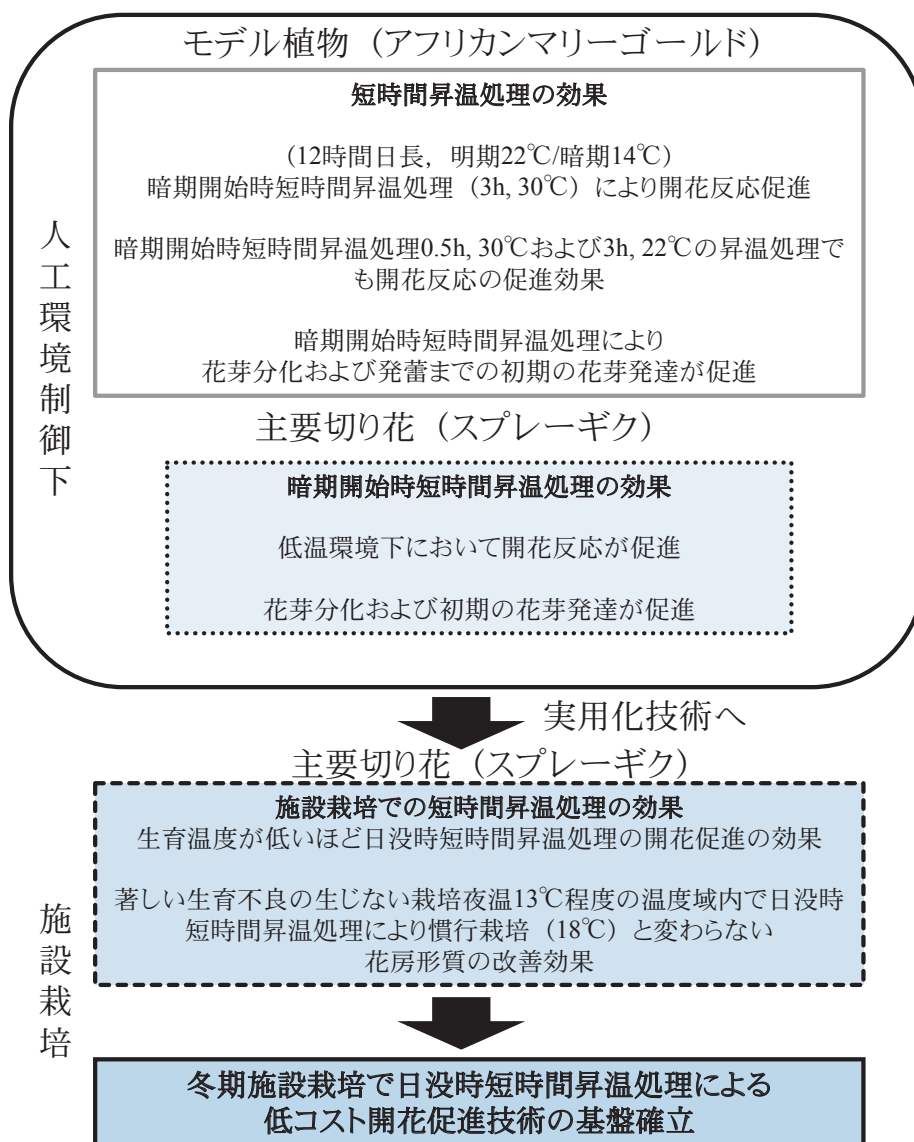 モデル植物（アフリカンマリーゴールド）
短時間昇温処理の効果
（12時間日長，明期22℃/暗期14℃）
暗期開始時短時間昇温処理（3h, 30℃）により開花反応促進
暗期開始時短時間昇温処理0.5h, 30℃および3h, 22℃の昇温処理で
も開花反応の促進効果
暗期開始時短時間昇温処理により
花芽分化および発蕾までの初期の花芽発達が促進
人工環境制御下
主要切り花（スプレーギク）
暗期開始時短時間昇温処理の効果
低温環境下において開花反応が促進
花芽分化および初期の花芽発達が促進
実用化技術へ
主要切り花（スプレーギク）
施設栽培での短時間昇温処理の効果
生育温度が低いほど日没時短時間昇温処理の開花促進の効果
著しい生育不良の生じない栽培夜温13℃程度の温度域内で日没時
短時間昇温処理により慣行栽培（18℃）と変わらない
花房形質の改善効果
施設栽培
冬期施設栽培で日没時短時間昇温処理による
低コスト開花促進技術の基盤確立